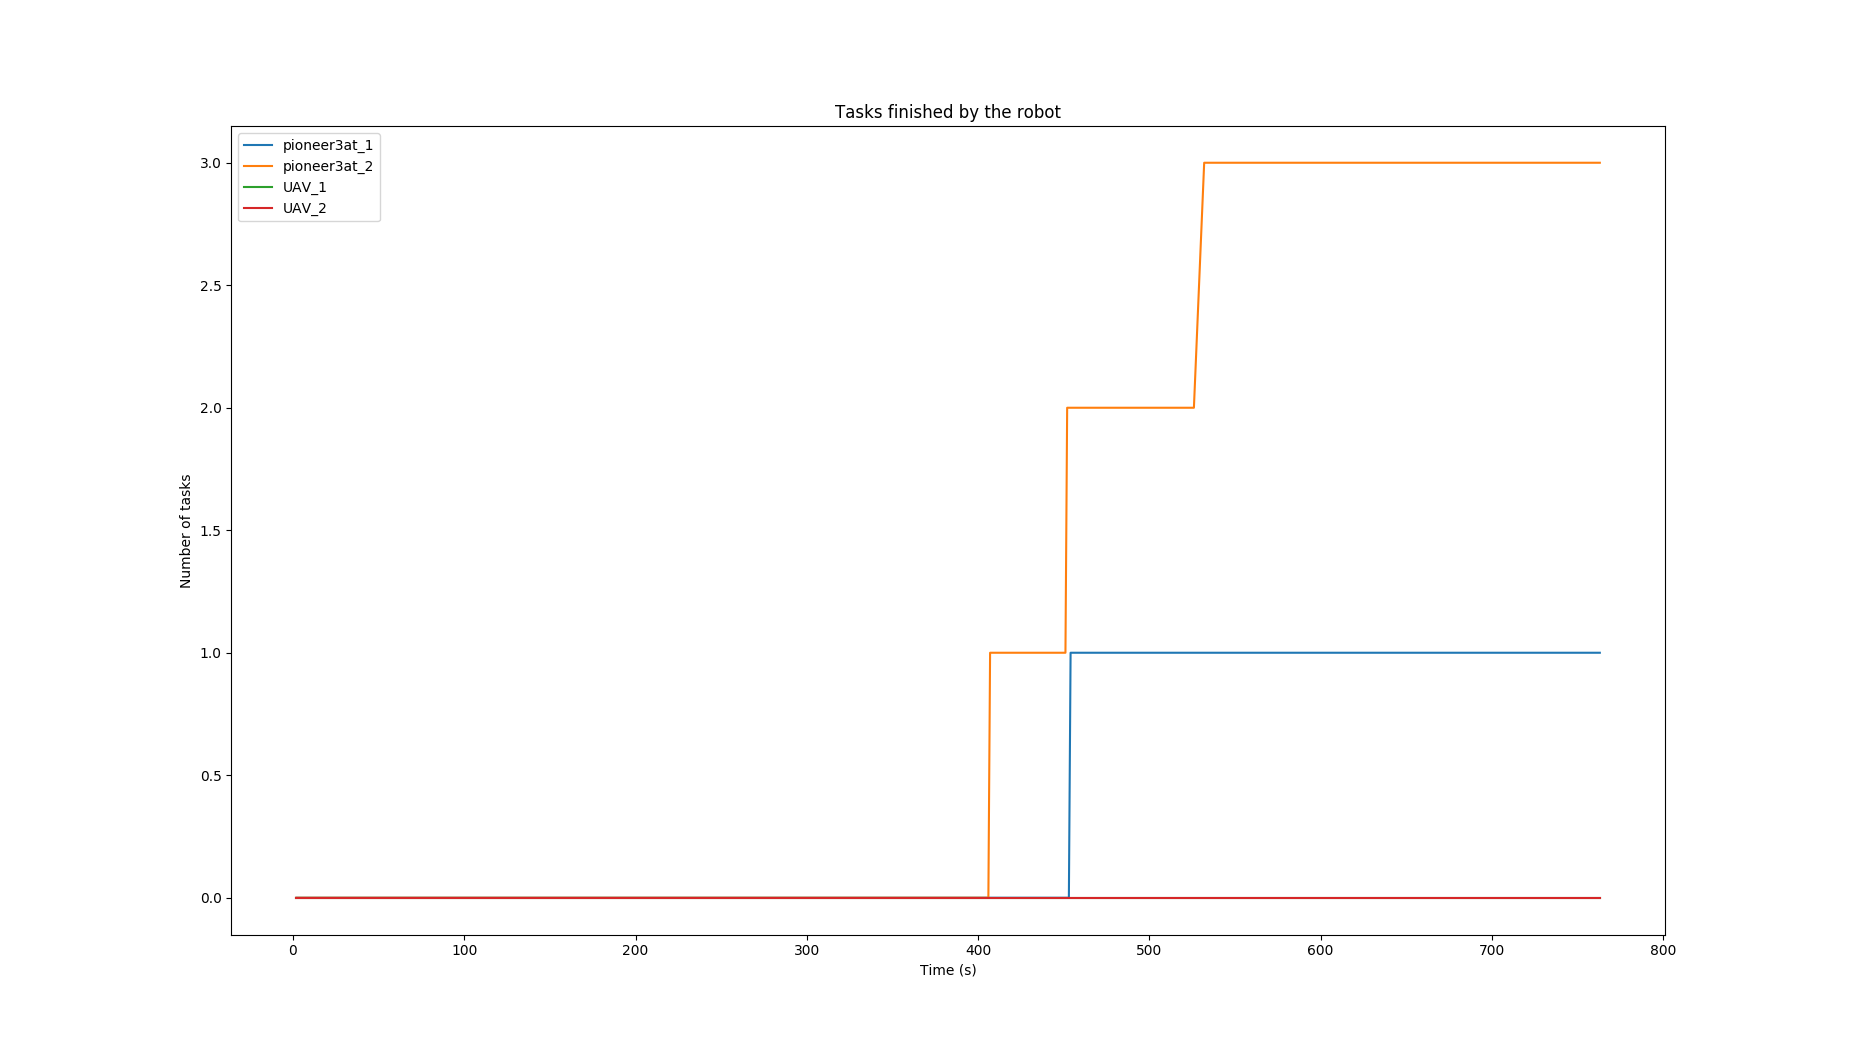 Tasks finished by the robot
pioneer3at_1
pioneer3at_2
UAV_1
UAV_2
3.0
2.5
2.0
1.5
1.0
0.5
0.0
Number of tasks
0 100 200 300 400 500 600 700 800
Time (s)